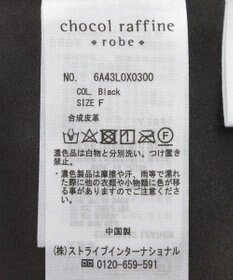 chocol raffine
robe
NO. 6A43L0X0300
COL. Black
SIZE F
合成皮革
濃色品は白物と分別洗い。つけ置き
禁止。
濃色製品は摩擦や汗、雨等で濡れ
た際に他の衣類や小物類に色が移
る事がありますのでご注意くださ
い。
中国製
(株)ストライプインターナショナル
☎0120-659-591